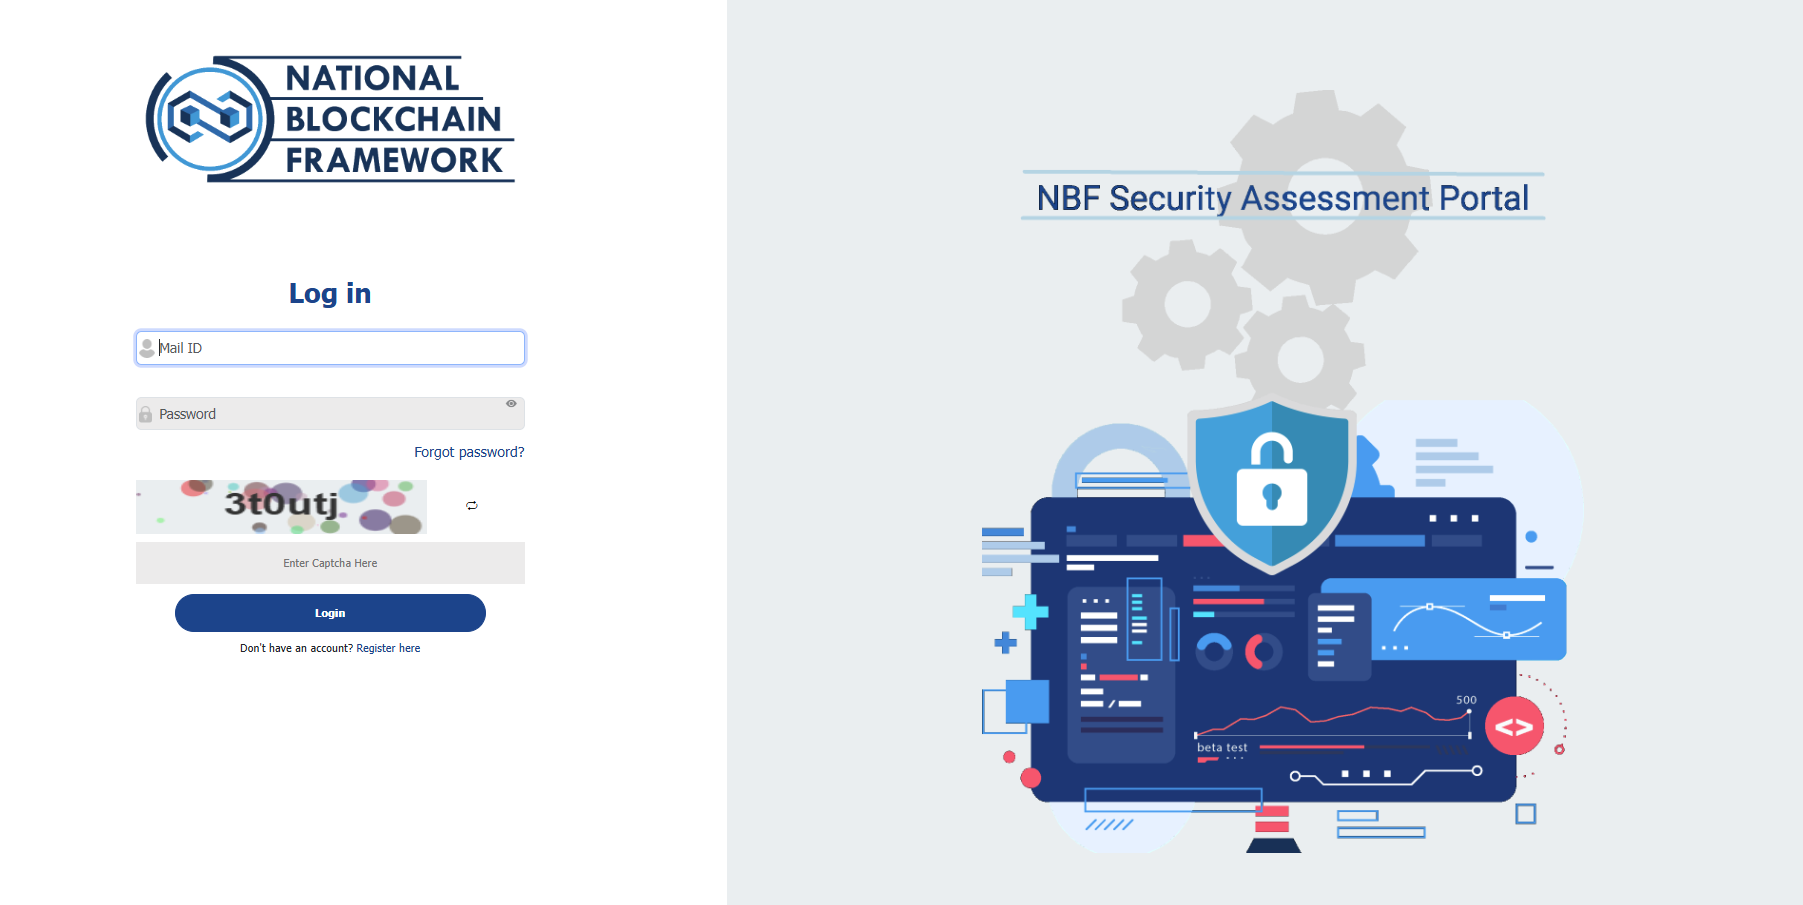 NATIONAL
BLOCKCHAIN
FRAMEWORK
Log in
Mail ID
Password
Forgot password?
3t0utj
Enter Captcha Here
Login
Don't have an account? Register here
NBF Security Assessment Portal
500
<>
beta test